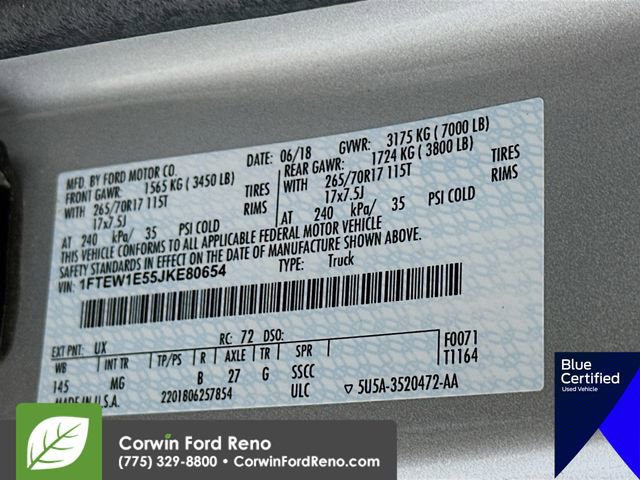 MFD. BY FORD MOTOR CO.
DATE: 06/18 GVWR: 3175 KG ( 7000 LB)
FRONT GAWR: 1565 KG ( 3450 LB)
REAR GAWR: 1724 KG ( 3800 LB)
WITH 265/70R17 115T TIRES
WITH 265/70R17 115T TIRES
17x7.5J RIMS
17x7.5J RIMS
AT 240 kPa/ 35 PSI COLD
AT 240 kPa/ 35 PSI COLD
THIS VEHICLE CONFORMS TO ALL APPLICABLE FEDERAL MOTOR VEHICLE
SAFETY STANDARDS IN EFFECT ON THE DATE OF MANUFACTURE SHOWN ABOVE.
VIN: 1FTEW1E55JKE80654 TYPE: Truck
EXT PNT: UX RC: 72 DSO: F0071
WB INT TR TP/PS R AXLE TR SPR T1164
145 MG B 27 G SSCC
MADE IN U.S.A. 2201806257854 ULC ▽ 5U5A-3520472-AA
Blue
Certified
Used Vehicle
Corwin Ford Reno
(775) 329-8800 • CorwinFordReno.com